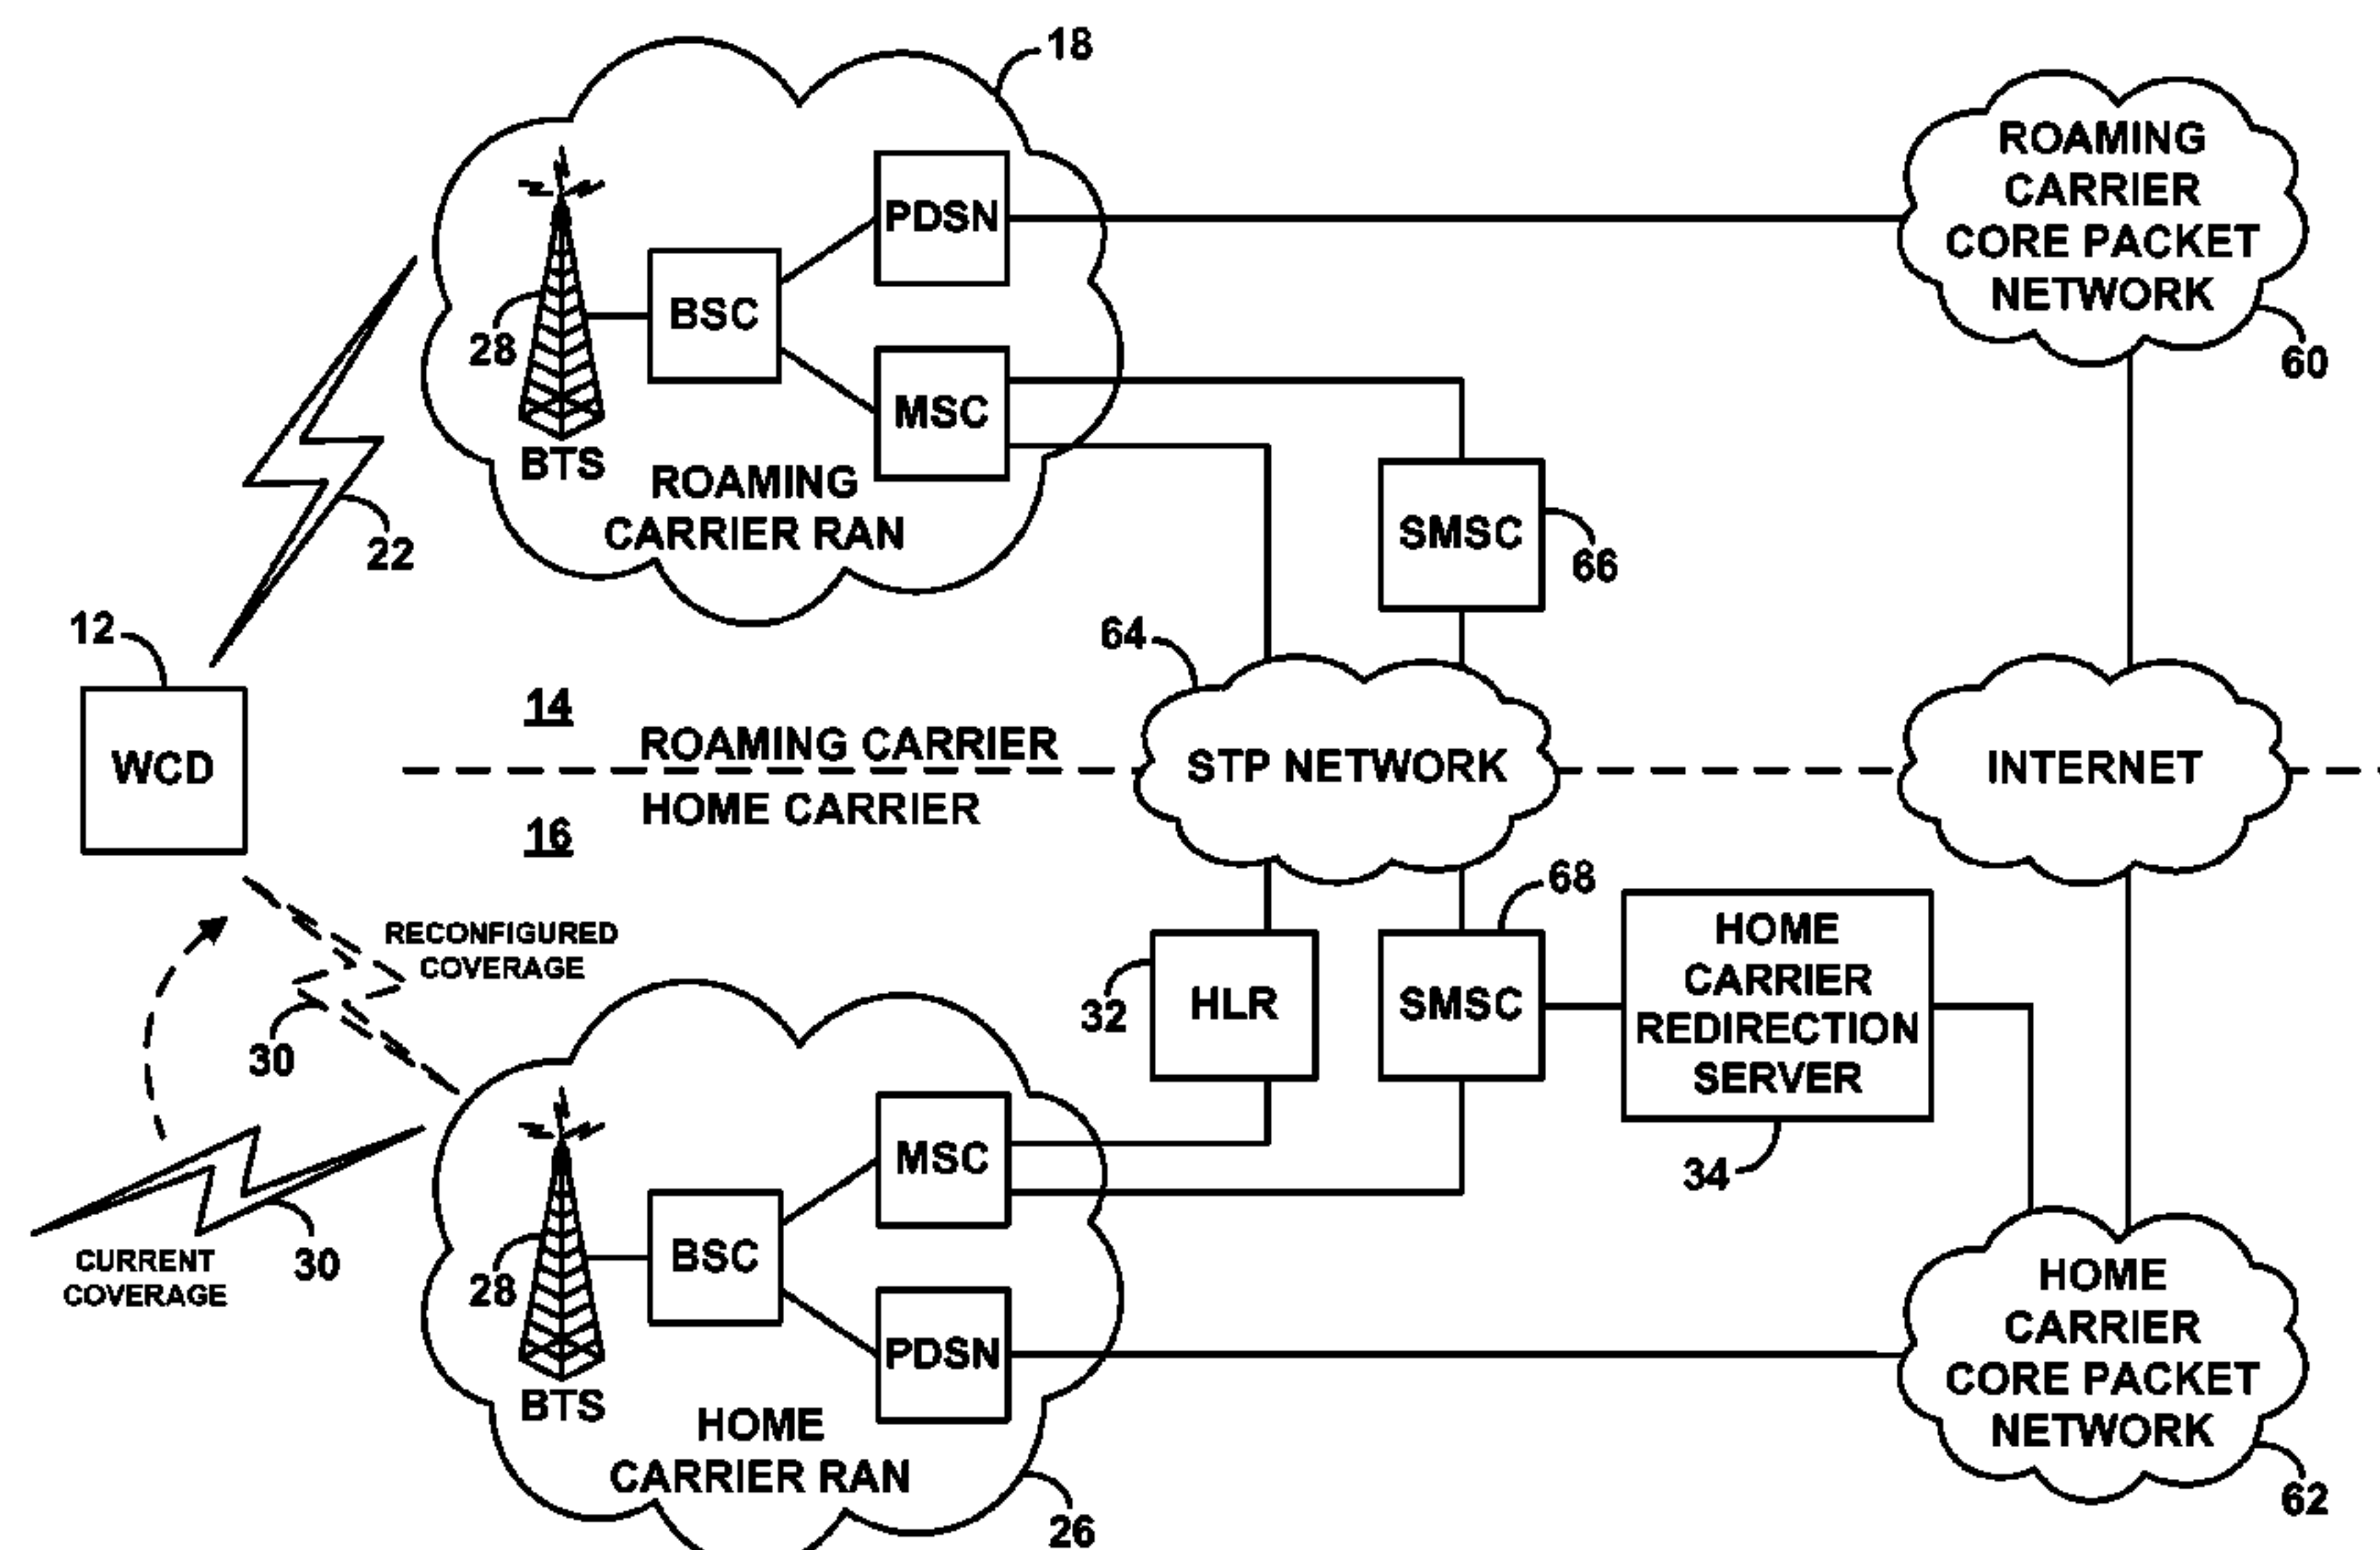 18
ROAMING
CARRIER
CORE PACKET
NETWORK
60
PDSN
BSC
28
MSC
BTS
ROAMING
CARRIER RAN
22
SMSC
66
12
WCD
64
14
ROAMING CARRIER
HOME CARRIER
16
STP NETWORK
INTERNET
68
RECONFIGURED
COVERAGE
30
32
HLR
SMSC
HOME
CARRIER
REDIRECTION
SERVER
34
CURRENT
COVERAGE
30
MSC
BSC
28
PDSN
BTS
HOME
CARRIER RAN
26
HOME
CARRIER
CORE PACKET
NETWORK
62